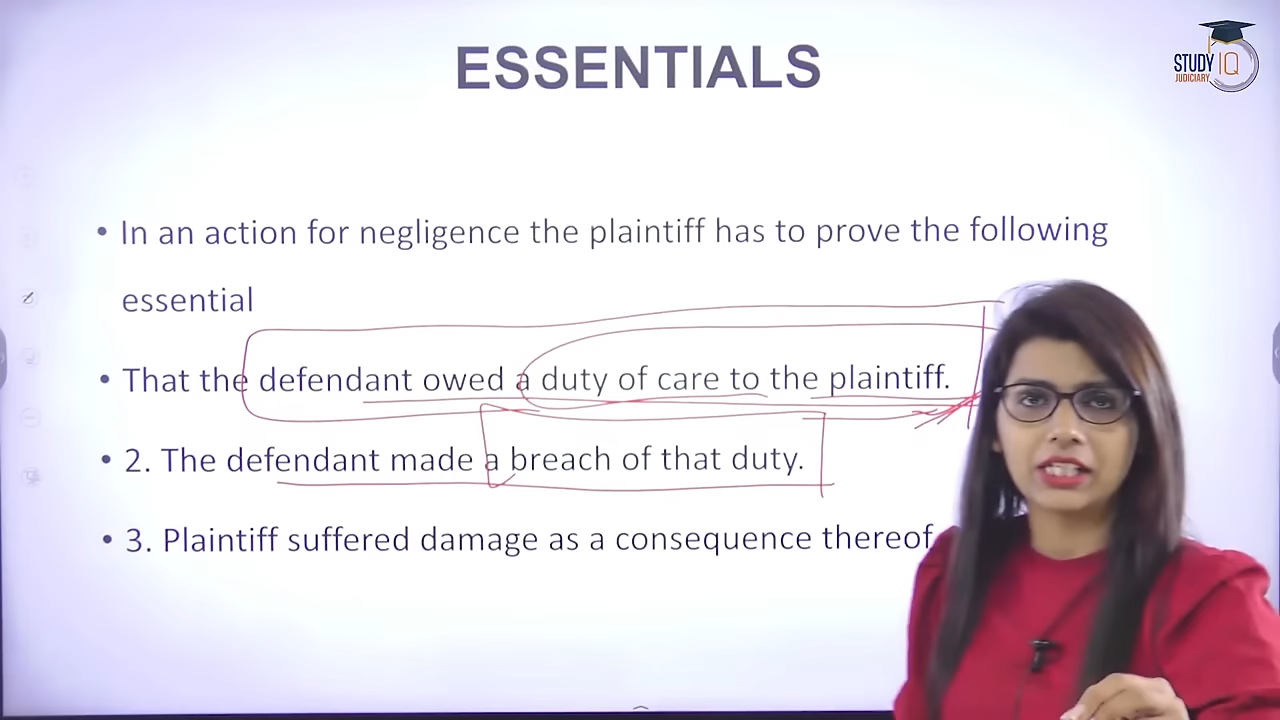 ESSENTIALS
STUDY IQ
JUDICIARY
• In an action for negligence the plaintiff has to prove the following
essential
• That the defendant owed a duty of care to the plaintiff.
• 2. The defendant made a breach of that duty.
• 3. Plaintiff suffered damage as a consequence thereof